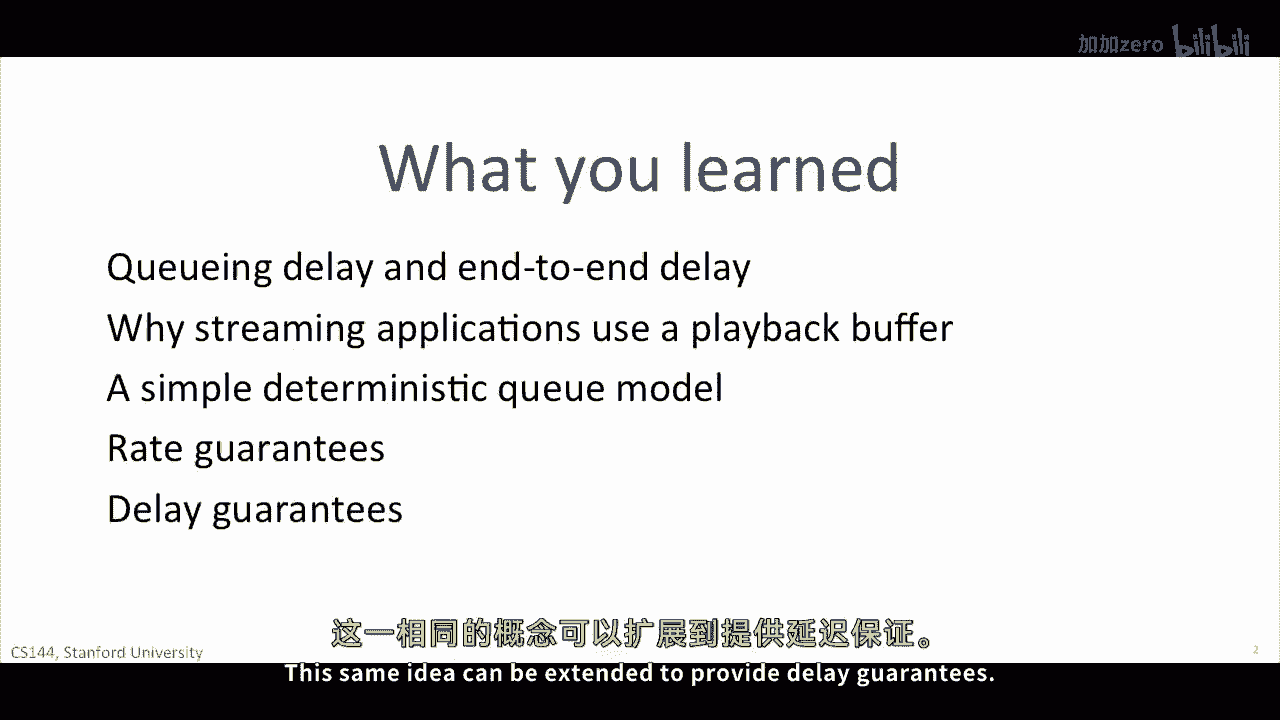 加加zero bilibili
What you learned
Queueing delay and end-to-end delay
Why streaming applications use a playback buffer
A simple deterministic queue model
Rate guarantees
Delay guarantees
这一相同的概念可以扩展到提供延迟保证。
CS144, Stanford University
2
This same idea can be extended to provide delay guarantees.